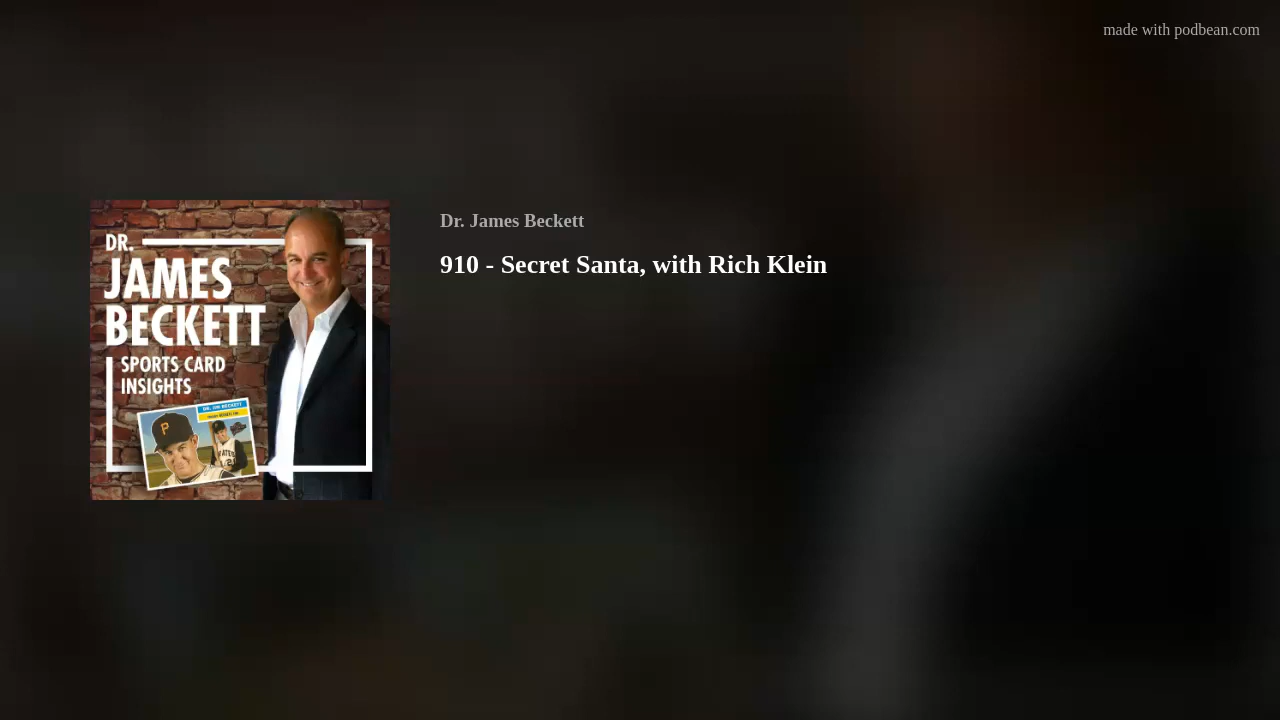 made with podbean.com
Dr. James Beckett
910 - Secret Santa, with Rich Klein
DR.
JAMES
BECKETT
SPORTS CARD
INSIGHTS
DR. JIM BECKETT
P